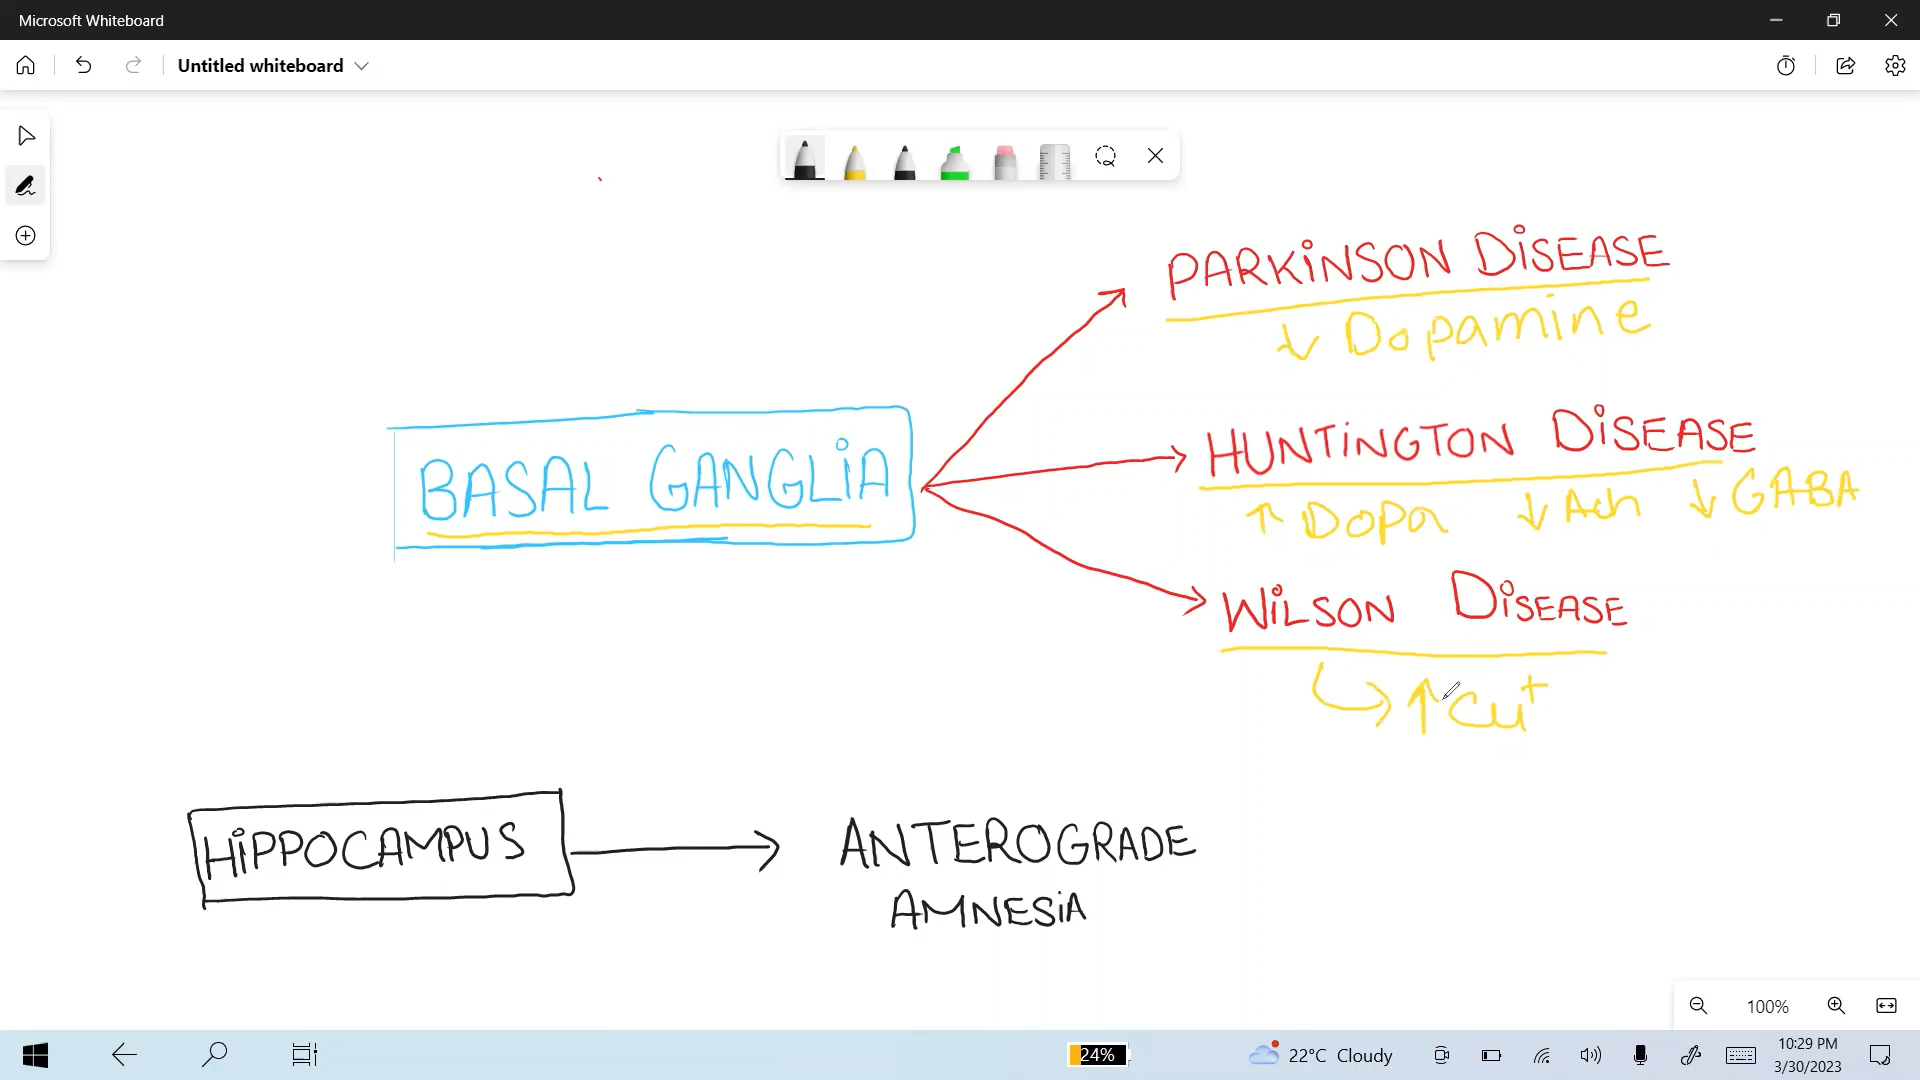 Microsoft Whiteboard
Untitled whiteboard
PARKINSON DISEASE
↓ Dopamine
HUNTINGTON DISEASE
↑ Dopa ↓ Ach ↓ GABA
BASAL GANGLIA
WILSON DISEASE
↑ Cu+
HIPPOCAMPUS → ANTEROGRADE
AMNESIA
100%
24%
22°C Cloudy
10:29 PM
3/30/2023